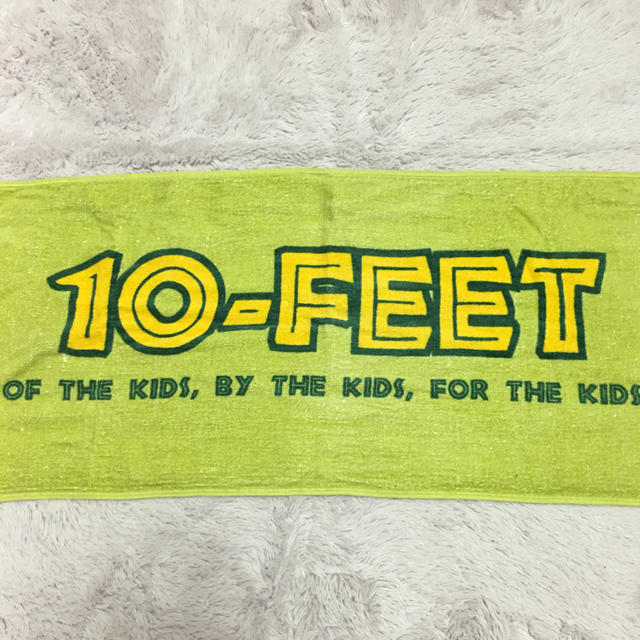 10-FEET
OF THE KIDS, BY THE KIDS, FOR THE KIDS